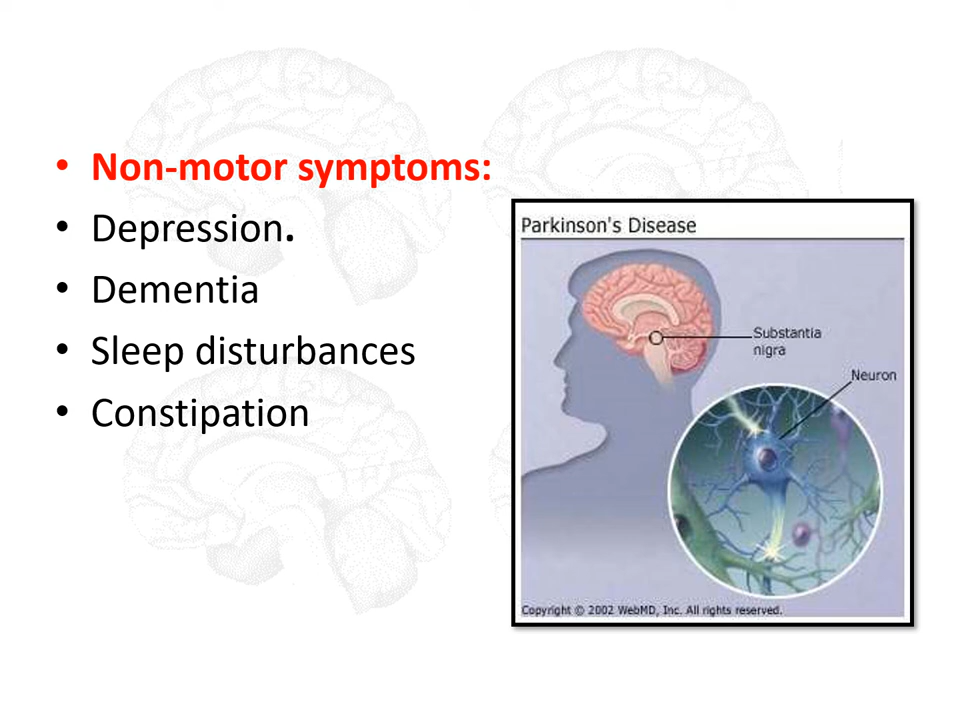 • Non-motor symptoms:
• Depression.
• Dementia
• Sleep disturbances
• Constipation
Parkinson's Disease
Substantia
nigra
Neuron
Copyright © 2002 WebMD, Inc. All rights reserved.